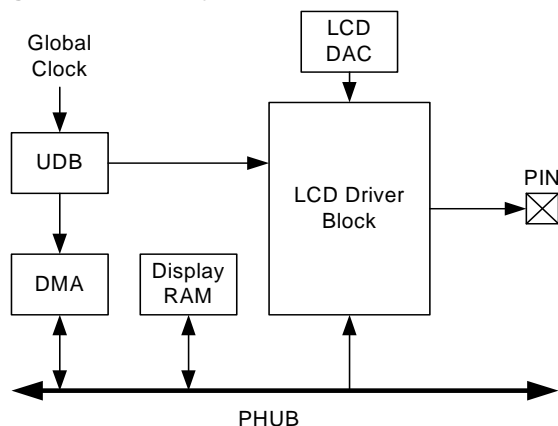 Global
Clock
LCD
DAC
UDB
LCD Driver
Block
PIN
DMA
Display
RAM
PHUB